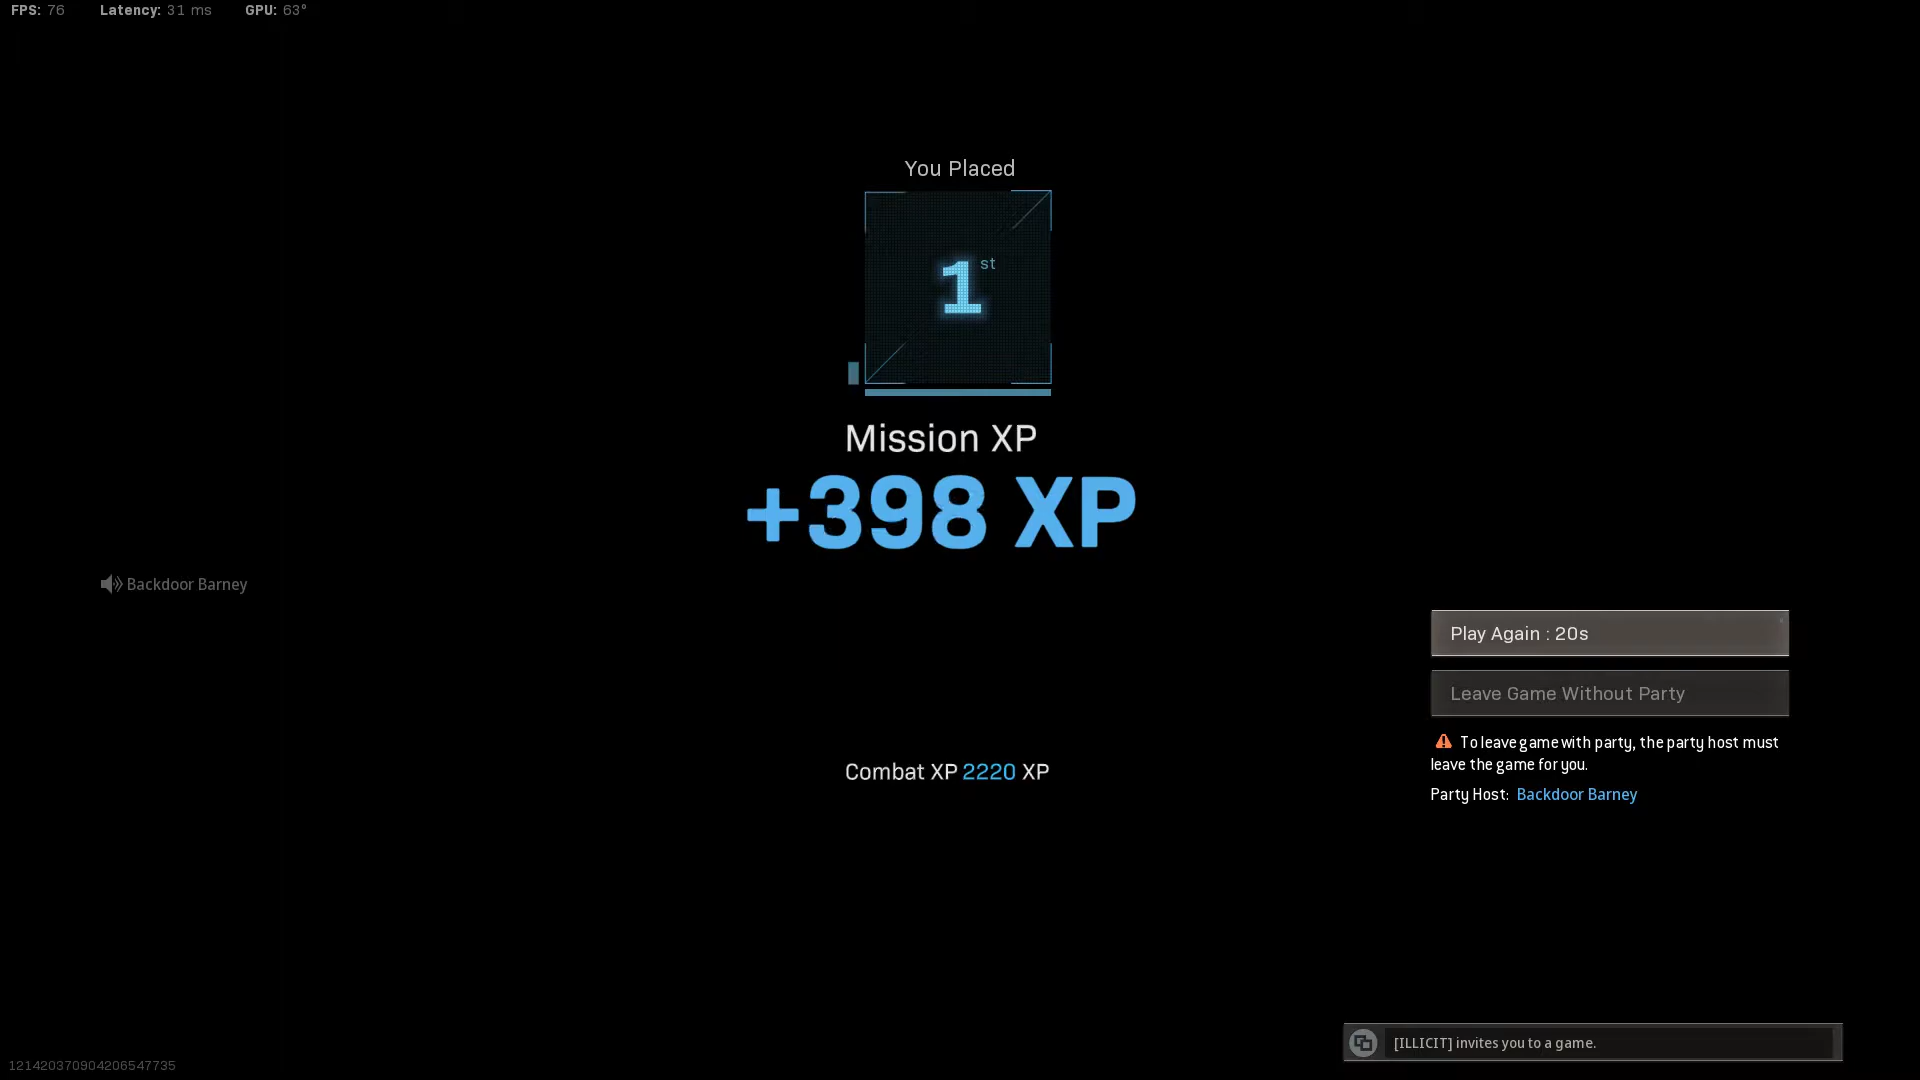 FPS: 76 Latency: 31 ms GPU: 63°
You Placed
1st
Mission XP
+398 XP
Backdoor Barney
Play Again : 20s
Leave Game Without Party
To leave game with party, the party host must
leave the game for you.
Party Host: Backdoor Barney
Combat XP 2220 XP
[ILLICIT] invites you to a game.
121420370904206547735